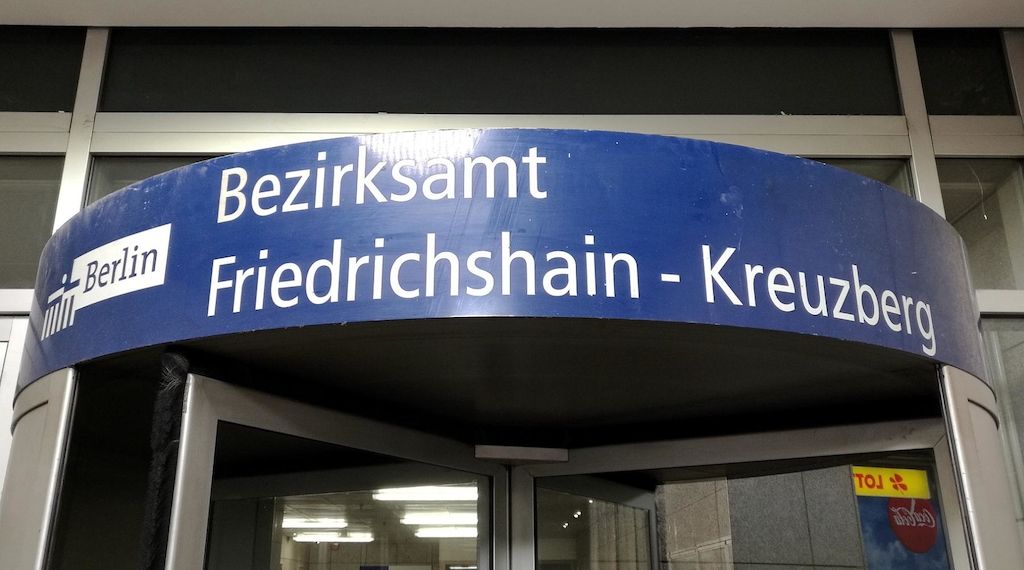 Bezirksamt
Berlin
Friedrichshain - Kreuzberg
LOTTO
Coca-Cola